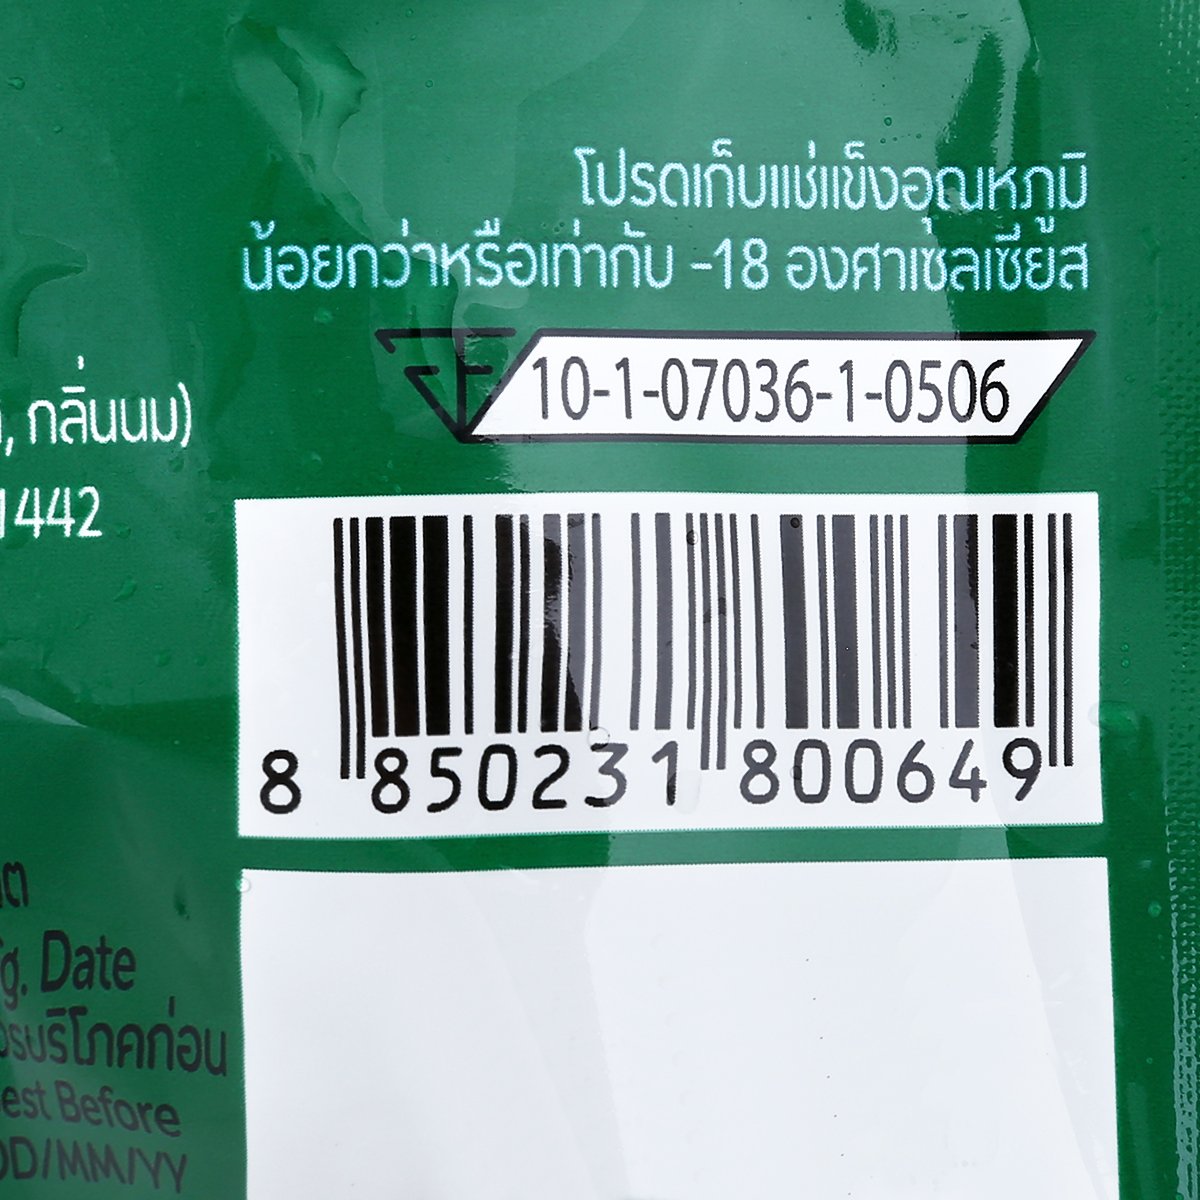 โปรดเก็บแช่แข็งอุณหภูมิ
น้อยกว่าหรือเท่ากับ -18 องศาเซลเซียส
10-1-07036-1-0506
, กลิ่นนม)
1442
8 850231 800649
g. Date
บริโภคก่อน
Before
DD/MM/YY